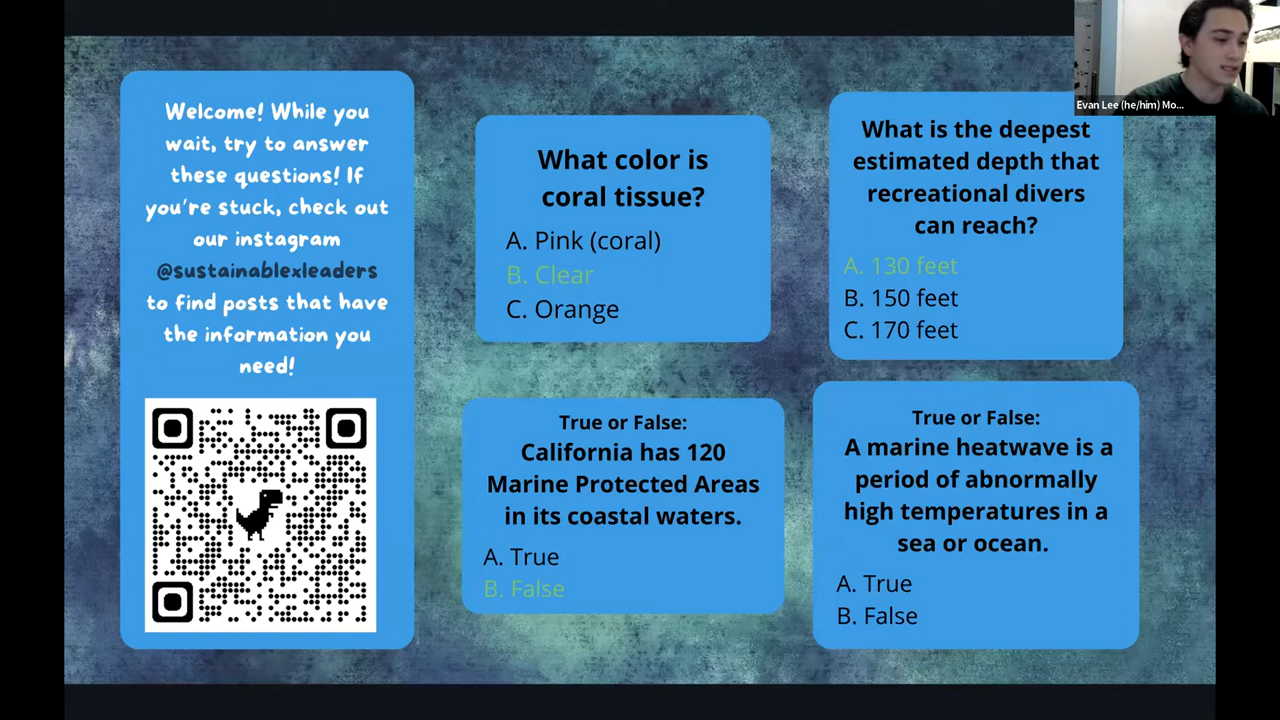 Welcome! While you
wait, try to answer
these questions! If
you're stuck, check out
our instagram
@sustainablexleaders
to find posts that have
the information you
need!
What color is
coral tissue?
A. Pink (coral)
B. Clear
C. Orange
What is the deepest
estimated depth that
recreational divers
can reach?
A. 130 feet
B. 150 feet
C. 170 feet
True or False:
California has 120
Marine Protected Areas
in its coastal waters.
A. True
B. False
True or False:
A marine heatwave is a
period of abnormally
high temperatures in a
sea or ocean.
A. True
B. False
Evan Lee (he/him) Mo...